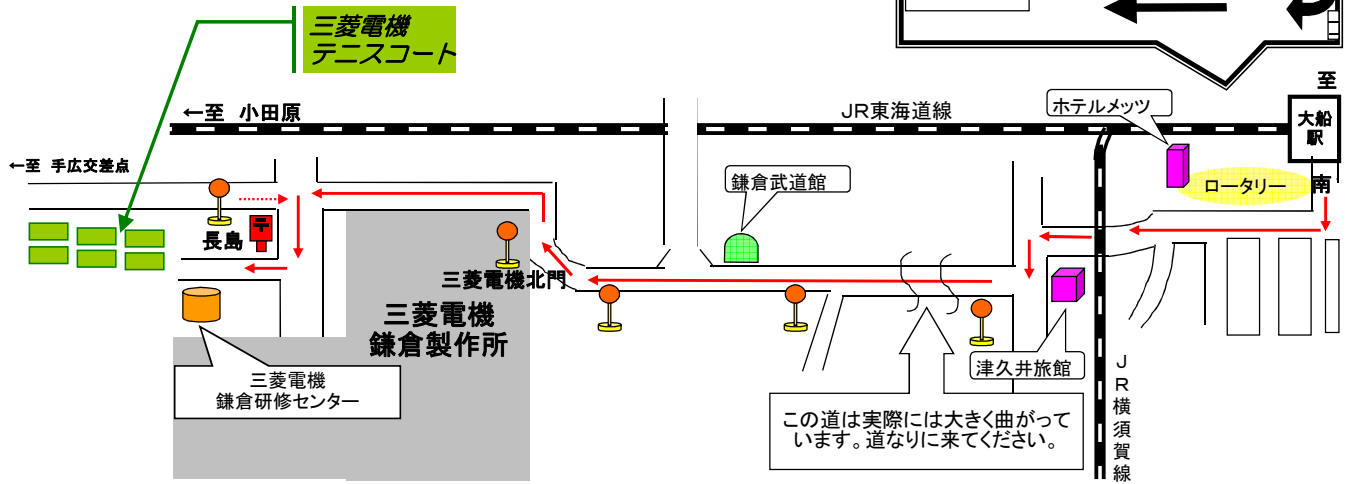 三菱電機
テニスコート
至
←至 小田原
JR東海道線
ホテルメッツ
大船
駅
←至 手広交差点
鎌倉武道館
ロータリー
南
〒
長島
三菱電機北門
三菱電機
鎌倉製作所
津久井旅館
三菱電機
鎌倉研修センター
この道は実際には大きく曲がって
います。道なりに来てください。
JR横須賀線